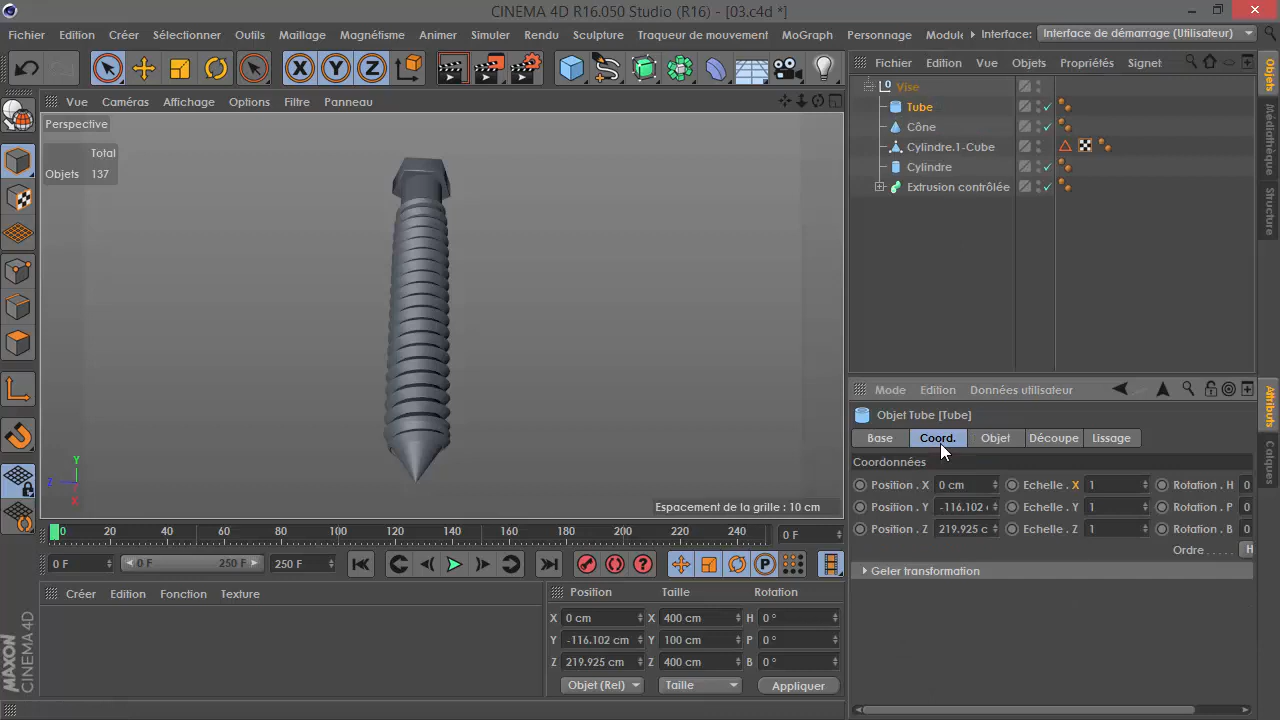 CINEMA 4D R16.050 Studio (R16) - [03.c4d *]
Fichier Edition Créer Sélectionner Outils Maillage Magnétisme Animer Simuler Rendu Sculpture Traqueur de mouvement MoGraph Personnage Module Interface: Interface de démarrage (Utilisateur)
X Y Z
Fichier Edition Vue Objets Propriétés Signet
Objets
Médiathèque
Structure
Vue Caméras Affichage Options Filtre Panneau
Perspective
Total
Objets 137
0 Vise
Tube
Cône
Cylindre.1-Cube
Cylindre
Extrusion contrôlée
Y
Z
X
Espacement de la grille : 10 cm
Mode Edition Données utilisateur
Attributs
Calques
Objet Tube [Tube]
Base Coord. Objet Découpe Lissage
Coordonnées
Position . X 0 cm Echelle . X 1 Rotation . H 0
Position . Y -116.102 Echelle . Y 1 Rotation . P 0
Position . Z 219.925 c Echelle . Z 1 Rotation . B 0
Ordre . . . . . H
Geler transformation
0 20 40 60 80 100 120 140 160 180 200 220 240 0 F
0 F 0 F 250 F 250 F
P
Créer Edition Fonction Texture
Position Taille Rotation
X 0 cm X 400 cm H 0 °
Y -116.102 cm Y 100 cm P 0 °
Z 219.925 cm Z 400 cm B 0 °
Objet (Rel) Taille Appliquer
MAXON
CINEMA 4D